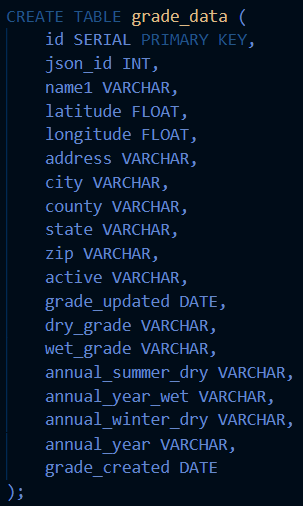 CREATE TABLE grade_data (
id SERIAL PRIMARY KEY,
json_id INT,
name1 VARCHAR,
latitude FLOAT,
longitude FLOAT,
address VARCHAR,
city VARCHAR,
county VARCHAR,
state VARCHAR,
zip VARCHAR,
active VARCHAR,
grade_updated DATE,
dry_grade VARCHAR,
wet_grade VARCHAR,
annual_summer_dry VARCHAR,
annual_year_wet VARCHAR,
annual_winter_dry VARCHAR,
annual_year VARCHAR,
grade_created DATE
);